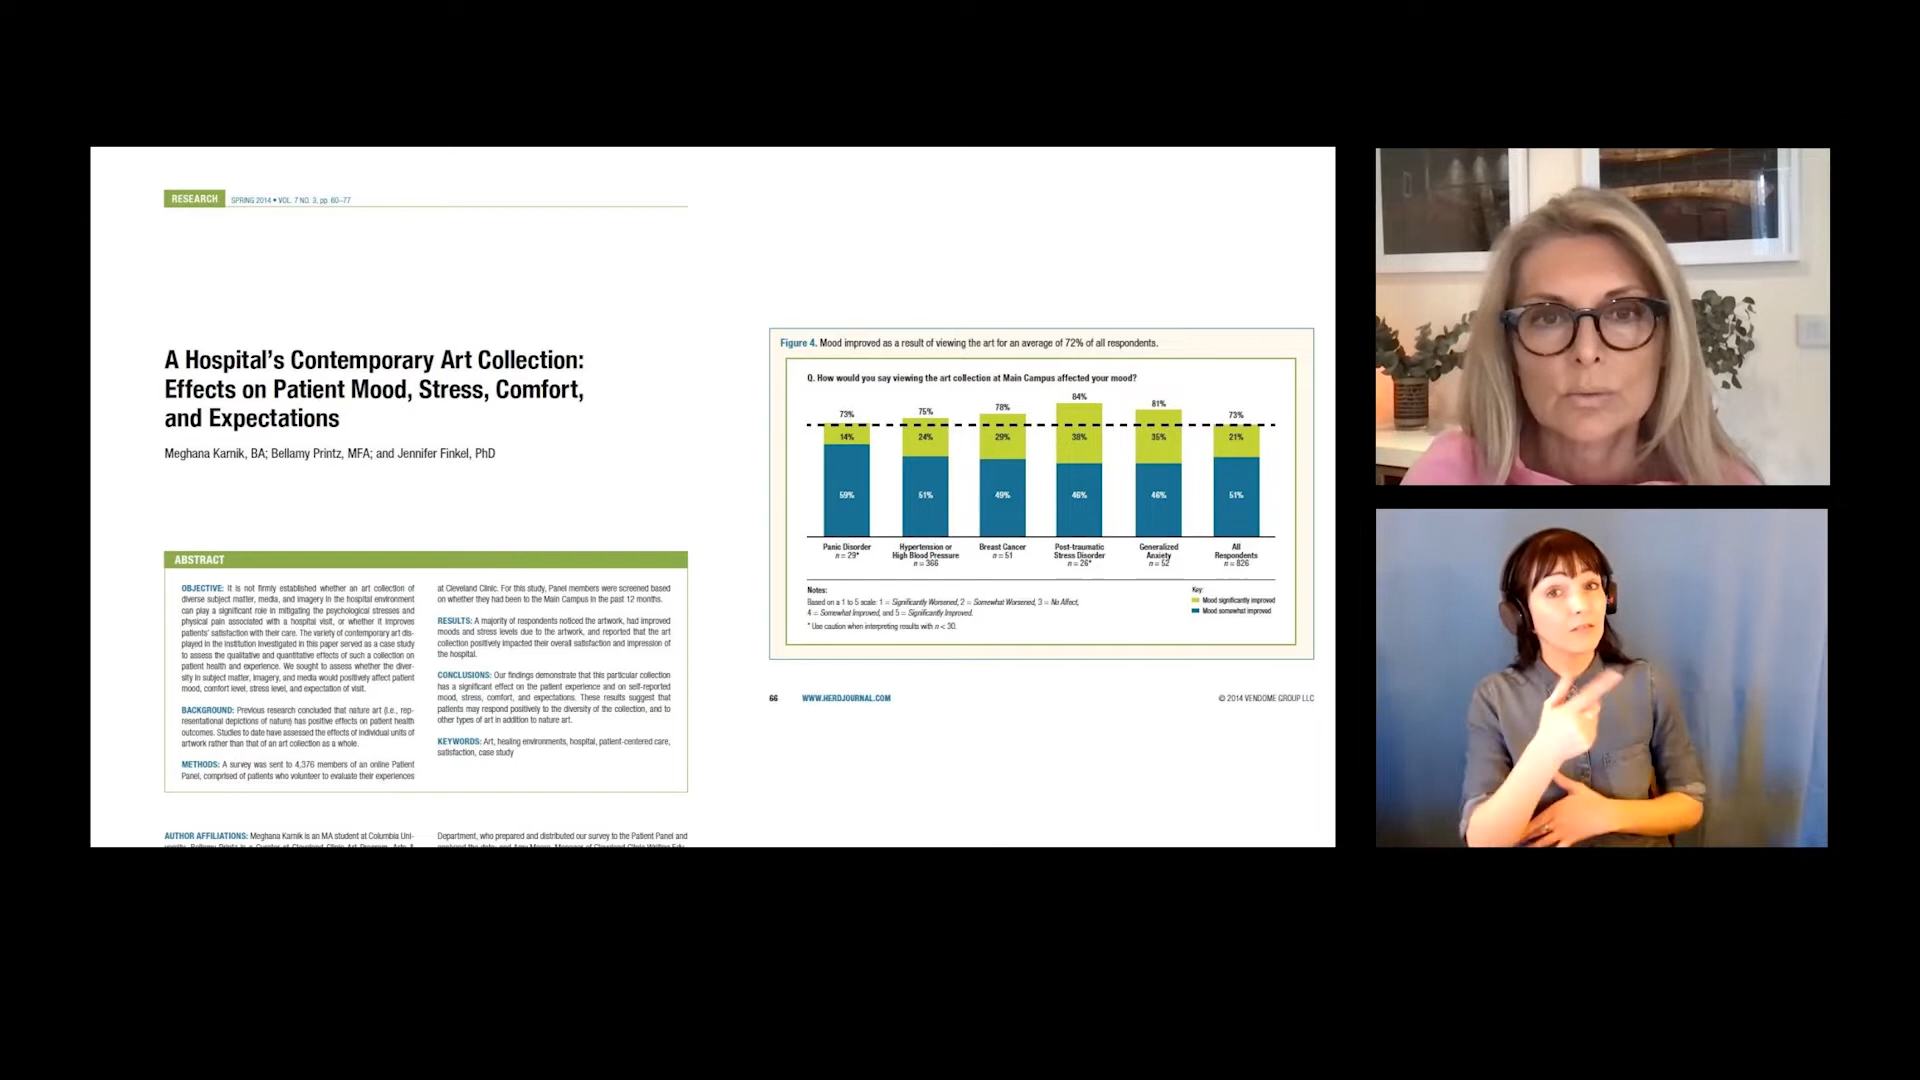 RESEARCH SPRING 2014 • VOL. 7 NO. 3, pp. 60–77
A Hospital's Contemporary Art Collection:
Effects on Patient Mood, Stress, Comfort,
and Expectations
Meghana Karnik, BA; Bellamy Printz, MFA; and Jennifer Finkel, PhD
ABSTRACT
OBJECTIVE: It is not firmly established whether an art collection of
diverse subject matter, media, and imagery in the hospital environment
can play a significant role in mitigating the psychological stresses and
physical pain associated with a hospital visit, or whether it improves
patients' satisfaction with their care. The variety of contemporary art dis-
played in the institution investigated in this paper served as a case study
to assess the qualitative and quantitative effects of such a collection on
patient health and experience. We sought to assess whether the diver-
sity in subject matter, imagery, and media would positively affect patient
mood, comfort level, stress level, and expectation of visit.
BACKGROUND: Previous research concluded that nature art (i.e., rep-
resentational depictions of nature) has positive effects on patient health
outcomes. Studies to date have assessed the effects of individual units of
artwork rather than that of an art collection as a whole.
METHODS: A survey was sent to 4,376 members of an online Patient
Panel, comprised of patients who volunteer to evaluate their experiences
at Cleveland Clinic. For this study, Panel members were screened based
on whether they had been to the Main Campus in the past 12 months.
RESULTS: A majority of respondents noticed the artwork, had improved
moods and stress levels due to the artwork, and reported that the art
collection positively impacted their overall satisfaction and impression of
the hospital.
CONCLUSIONS: Our findings demonstrate that this particular collection
has a significant effect on the patient experience and on self-reported
mood, stress, comfort, and expectations. These results suggest that
patients may respond positively to the diversity of the collection, and to
other types of art in addition to nature art.
KEYWORDS: Art, healing environments, hospital, patient-centered care,
satisfaction, case study
AUTHOR AFFILIATIONS: Meghana Karnik is an MA student at Columbia Uni-
Department, who prepared and distributed our survey to the Patient Panel and
Figure 4. Mood improved as a result of viewing the art for an average of 72% of all respondents.
Q. How would you say viewing the art collection at Main Campus affected your mood?
73% 75% 78% 84% 81% 73%
14% 24% 29% 38% 35% 21%
59% 51% 49% 46% 46% 51%
Panic Disorder
n = 29*
Hypertension or
High Blood Pressure
n = 366
Breast Cancer
n = 51
Post-traumatic
Stress Disorder
n = 26*
Generalized
Anxiety
n = 52
All
Respondents
n = 826
Notes:
Based on a 1 to 5 scale: 1 = Significantly Worsened, 2 = Somewhat Worsened, 3 = No Affect,
4 = Somewhat Improved, and 5 = Significantly Improved.
* Use caution when interpreting results with n < 30.
Key:
Mood significantly improved
Mood somewhat improved
66 WWW.HERDJOURNAL.COM
© 2014 VENDOME GROUP LLC